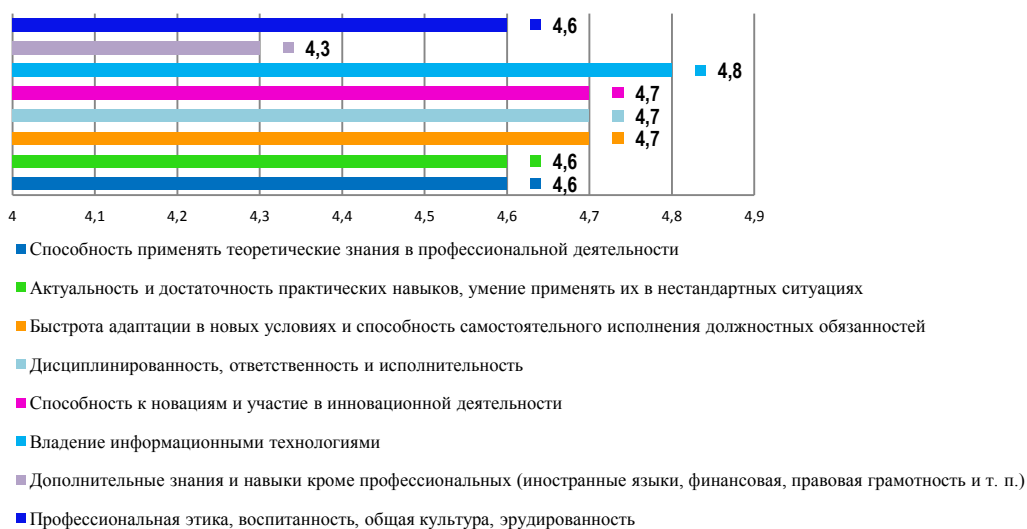 4,6
4,3
4,8
4,7
4,7
4,7
4,6
4,6
4 4,1 4,2 4,3 4,4 4,5 4,6 4,7 4,8 4,9
Способность применять теоретические знания в профессиональной деятельности
Актуальность и достаточность практических навыков, умение применять их в нестандартных ситуациях
Быстрота адаптации в новых условиях и способность самостоятельного исполнения должностных обязанностей
Дисциплинированность, ответственность и исполнительность
Способность к новациям и участие в инновационной деятельности
Владение информационными технологиями
Дополнительные знания и навыки кроме профессиональных (иностранные языки, финансовая, правовая грамотность и т. п.)
Профессиональная этика, воспитанность, общая культура, эрудированность